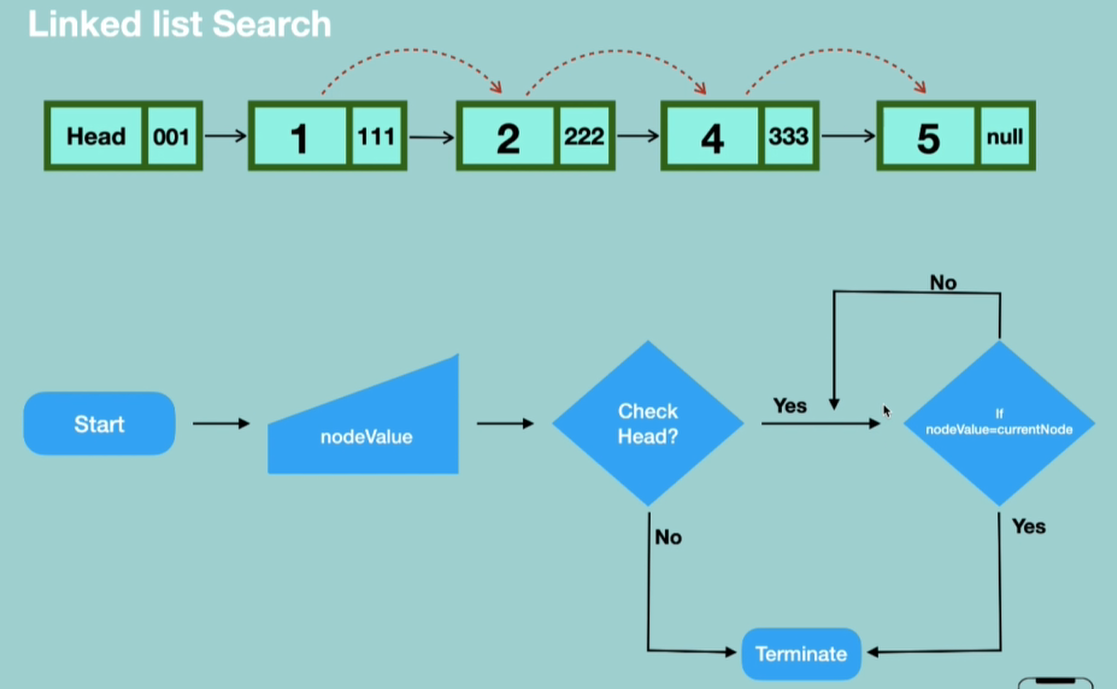 Linked list Search
Head 001
1 111
2 222
4 333
5 null
No
Start
nodeValue
Check
Head?
Yes
If
nodeValue=currentNode
No
Yes
Terminate